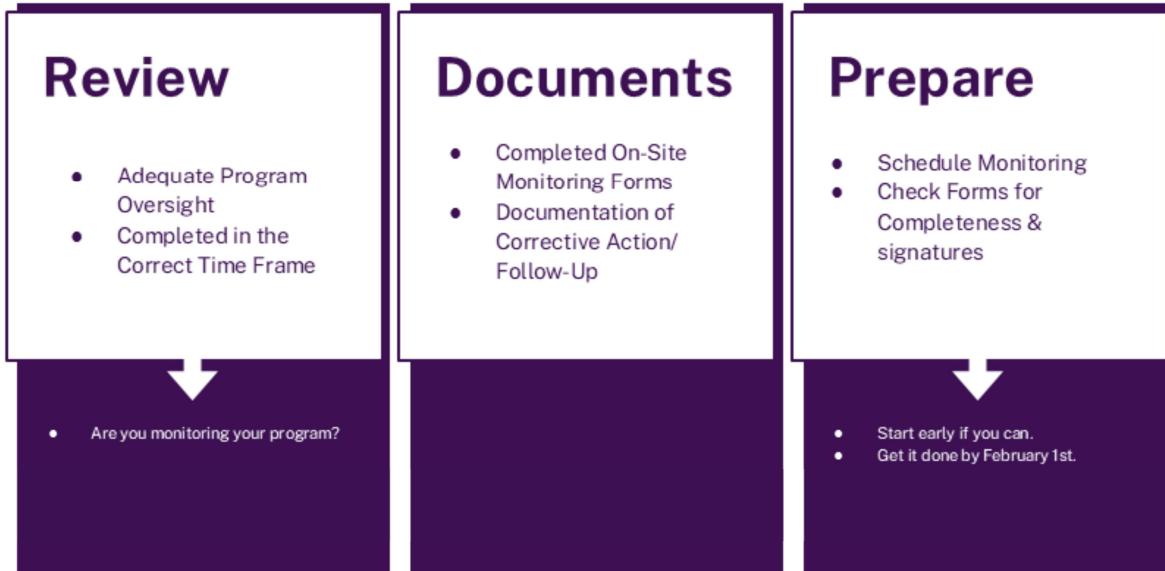 Review
● Adequate Program
Oversight
● Completed in the
Correct Time Frame
● Are you monitoring your program?
Documents
● Completed On-Site
Monitoring Forms
● Documentation of
Corrective Action/
Follow-Up
Prepare
● Schedule Monitoring
● Check Forms for
Completeness &
signatures
● Start early if you can.
● Get it done by February 1st.